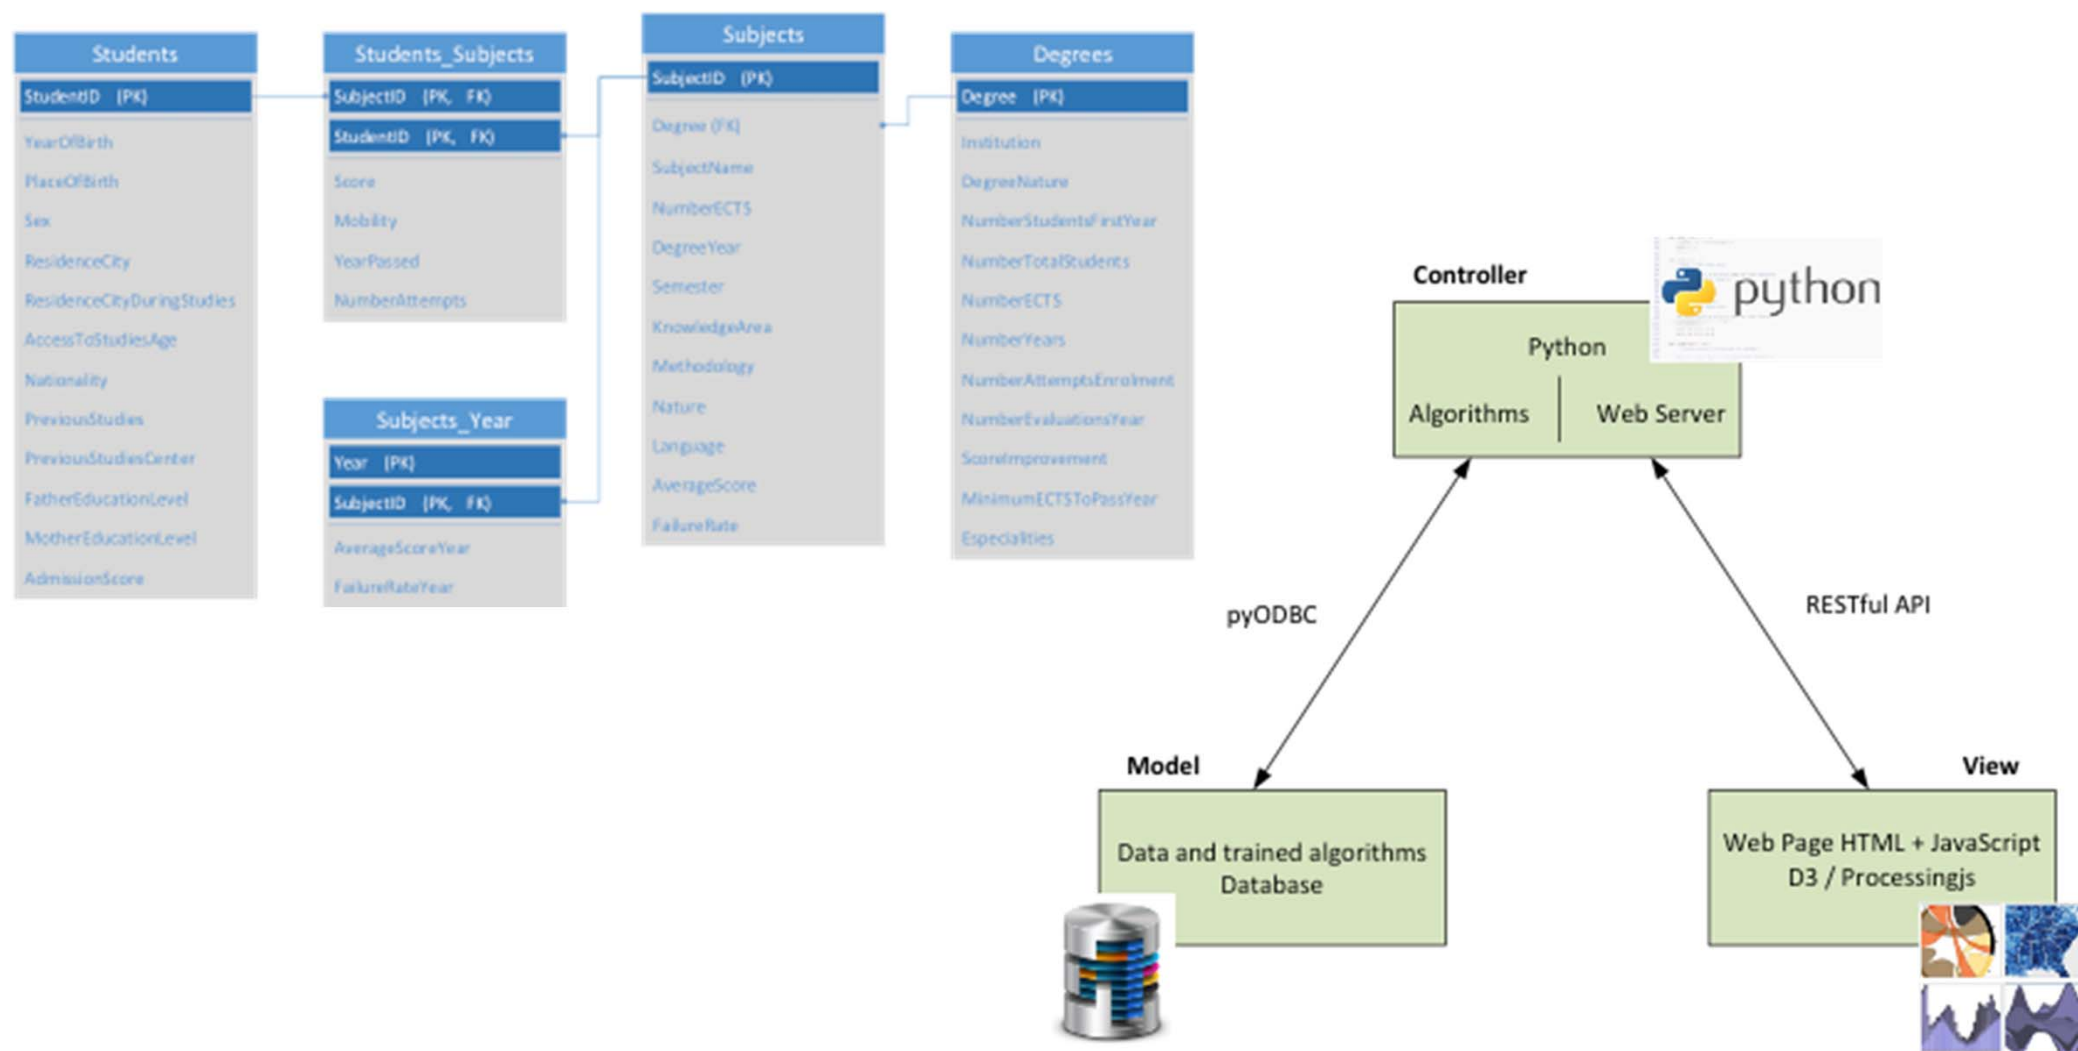 Students
StudentID (PK)
YearOfBirth
PlaceOfBirth
Sex
ResidenceCity
ResidenceCityDuringStudies
AccessToStudiesAge
Nationality
PreviousStudies
PreviousStudiesCenter
FatherEducationLevel
MotherEducationLevel
AdmissionScore
Students_Subjects
SubjectID (PK, FK)
StudentID (PK, FK)
Score
Mobility
YearPassed
NumberAttempts
Subjects_Year
Year (PK)
SubjectID (PK, FK)
AverageScoreYear
FailureRateYear
Subjects
SubjectID (PK)
Degree (FK)
SubjectName
NumberECTS
DegreeYear
Semester
KnowledgeArea
Methodology
Nature
Language
AverageScore
FailureRate
Degrees
Degree (PK)
Institution
DegreeNature
NumberStudentsFirstYear
NumberTotalStudents
NumberECTS
NumberYears
NumberAttemptsEnrolment
NumberEvaluationsYear
ScoreImprovement
MinimumECTSToPassYear
Especialities
Controller
python
Python
Algorithms
Web Server
pyODBC
RESTful API
Model
Data and trained algorithms
Database
View
Web Page HTML + JavaScript
D3 / Processingjs